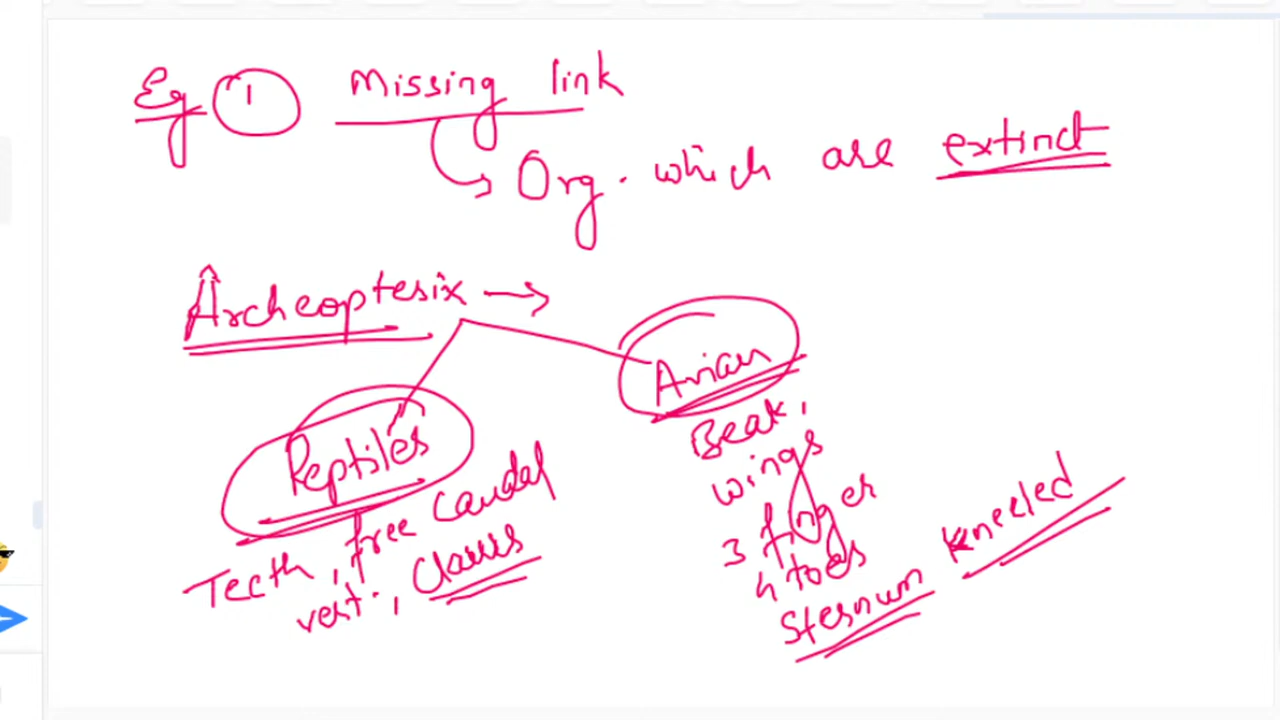 Eg 1 Missing link
Org. which are extinct
Archeopterix →
Avian
Reptiles
Beak,
wings
3 finger
4 toes
Sternum kneeled
Teeth, free caudal
vert., Claws